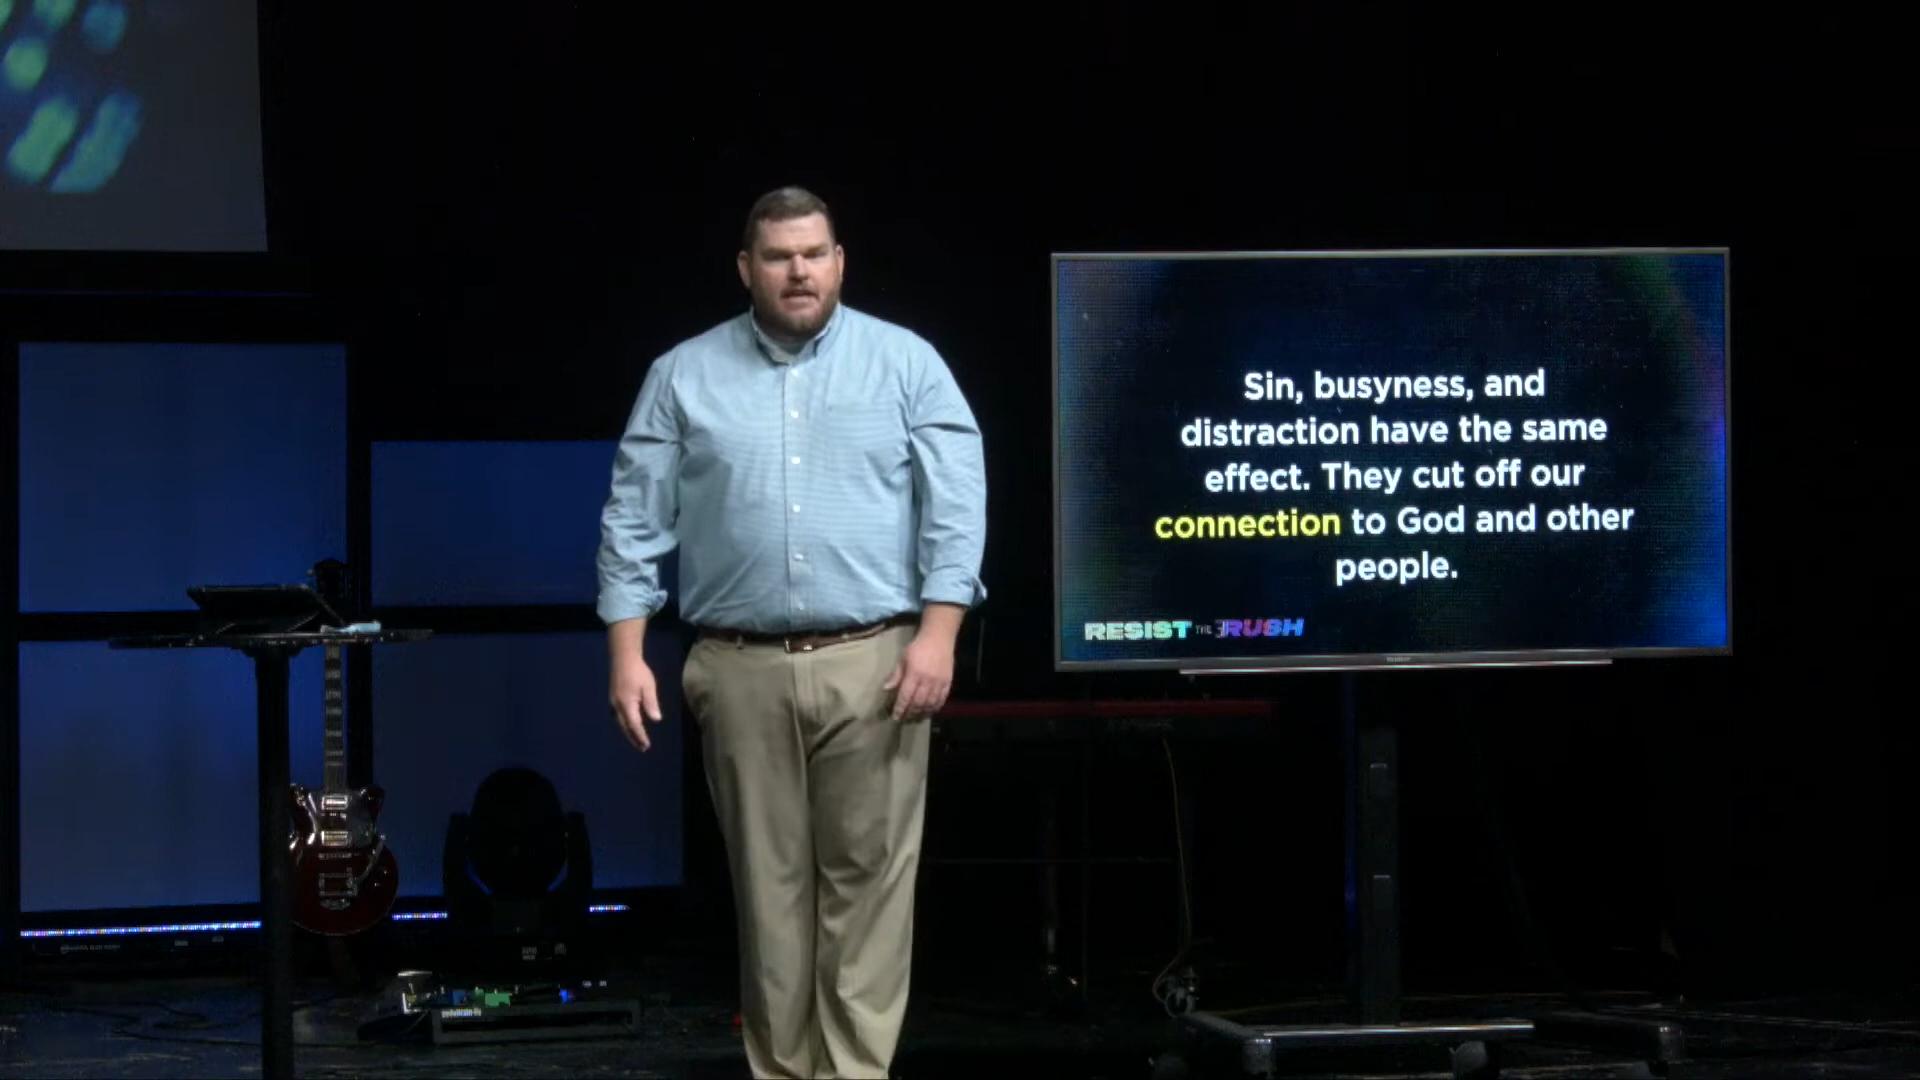 Sin, busyness, and
distraction have the same
effect. They cut off our
connection to God and other
people.
RESIST THE RUSH